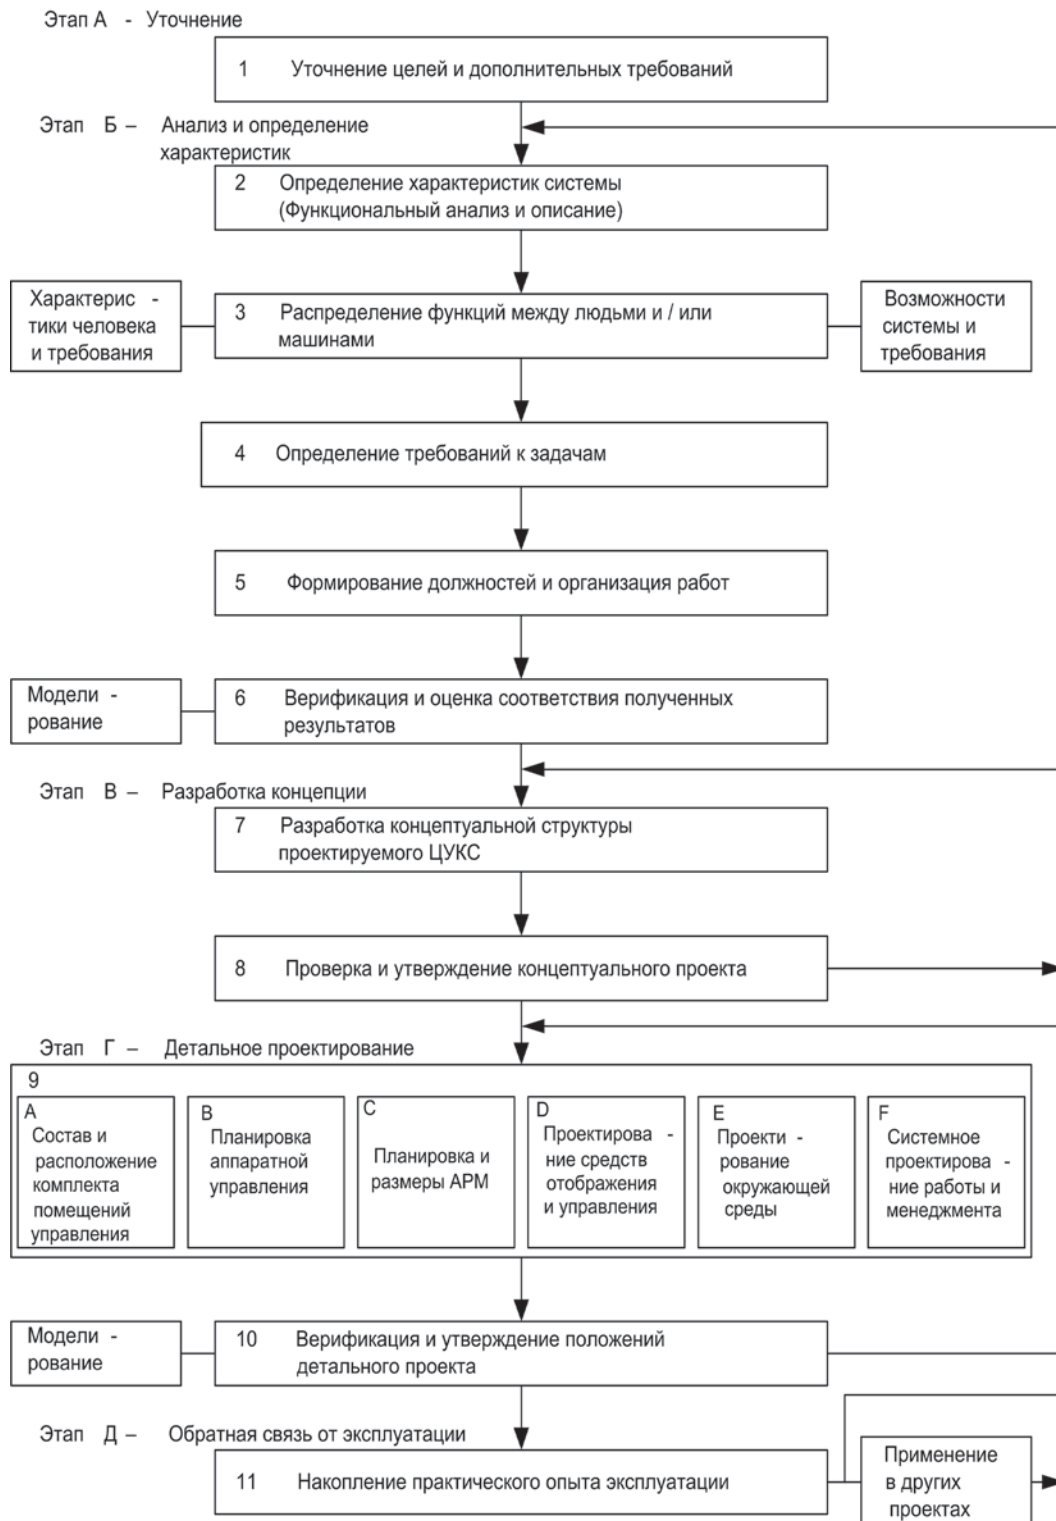 Этап А - Уточнение
1 Уточнение целей и дополнительных требований
Этап Б – Анализ и определение
характеристик
2 Определение характеристик системы
(Функциональный анализ и описание)
Характерис -
тики человека
и требования
3 Распределение функций между людьми и / или
машинами
Возможности
системы и
требования
4 Определение требований к задачам
5 Формирование должностей и организация работ
Модели -
рование
6 Верификация и оценка соответствия полученных
результатов
Этап В – Разработка концепции
7 Разработка концептуальной структуры
проектируемого ЦУКС
8 Проверка и утверждение концептуального проекта
Этап Г – Детальное проектирование
9
A
Состав и
расположение
комплекта
помещений
управления
B
Планировка
аппаратной
управления
C
Планировка и
размеры АРМ
D
Проектирова -
ние средств
отображения
и управления
E
Проекти -
рование
окружающей
среды
F
Системное
проектирова -
ние работы и
менеджмента
Модели -
рование
10 Верификация и утверждение положений
детального проекта
Этап Д – Обратная связь от эксплуатации
11 Накопление практического опыта эксплуатации
Применение
в других
проектах